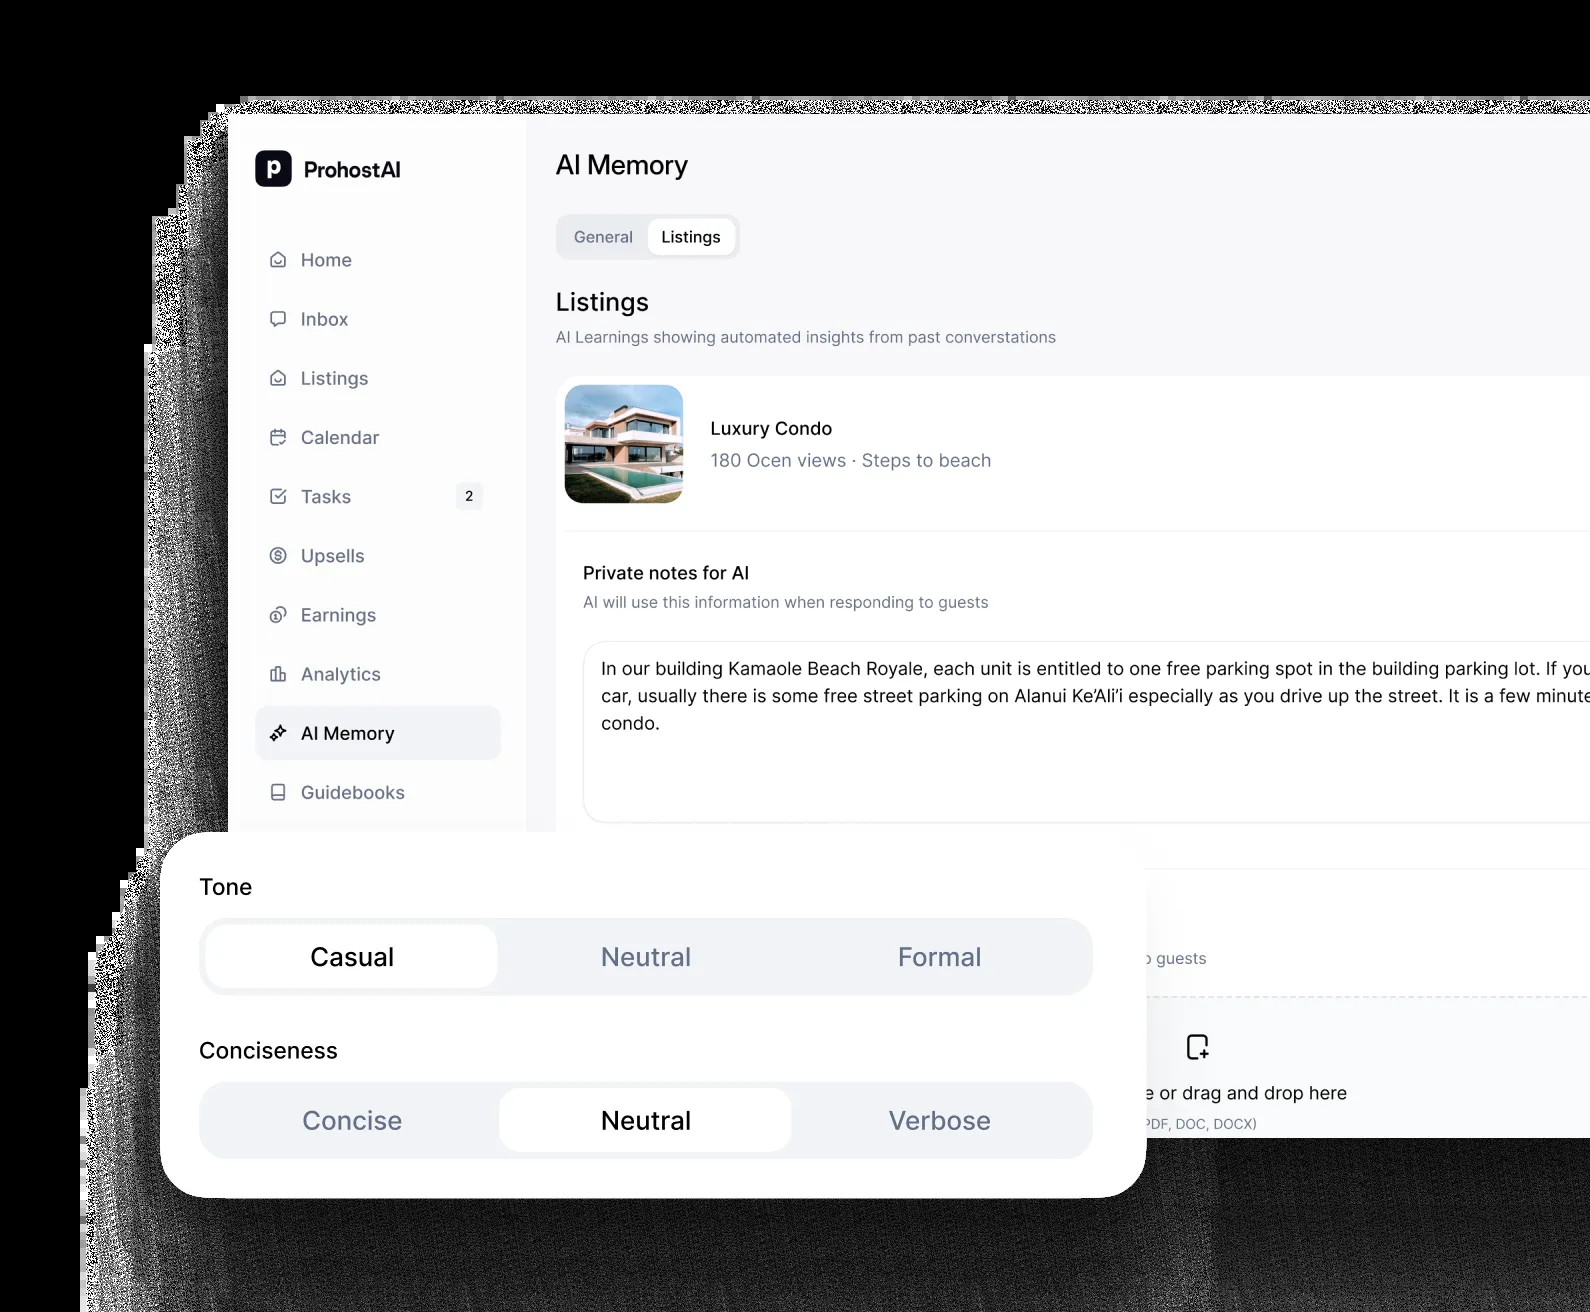 p ProhostAI
Home
Inbox
Listings
Calendar
Tasks 2
Upsells
Earnings
Analytics
AI Memory
Guidebooks
AI Memory
General Listings
Listings
AI Learnings showing automated insights from past converstations
Luxury Condo
180 Ocen views · Steps to beach
Private notes for AI
AI will use this information when responding to guests
In our building Kamaole Beach Royale, each unit is entitled to one free parking spot in the building parking lot. If you
car, usually there is some free street parking on Alanui Ke’Ali’i especially as you drive up the street. It is a few minute
condo.
guests
or drag and drop here
PDF, DOC, DOCX)
Tone
Casual Neutral Formal
Conciseness
Concise Neutral Verbose